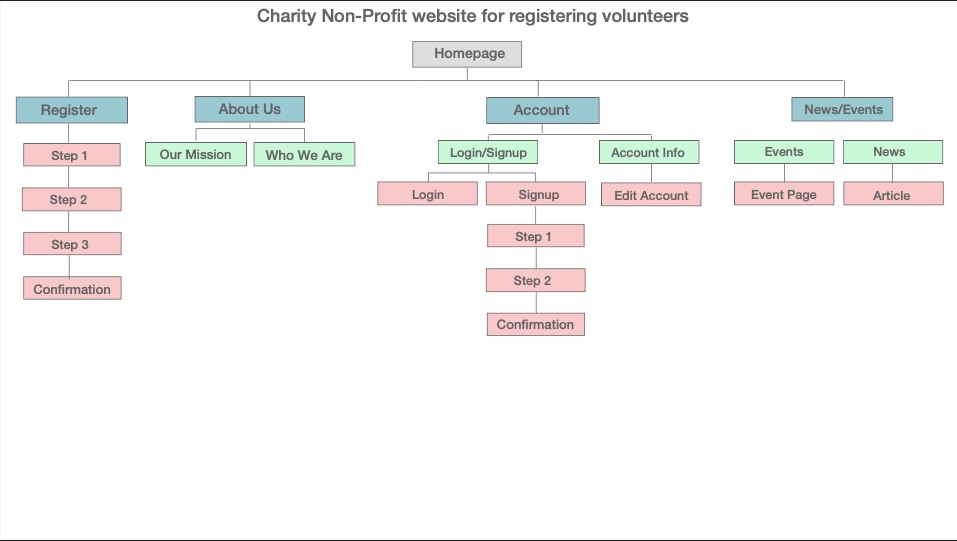 Charity Non-Profit website for registering volunteers
Homepage
Register
About Us
Account
News/Events
Step 1
Our Mission
Who We Are
Login/Signup
Account Info
Events
News
Step 2
Login
Signup
Edit Account
Event Page
Article
Step 3
Step 1
Confirmation
Step 2
Confirmation